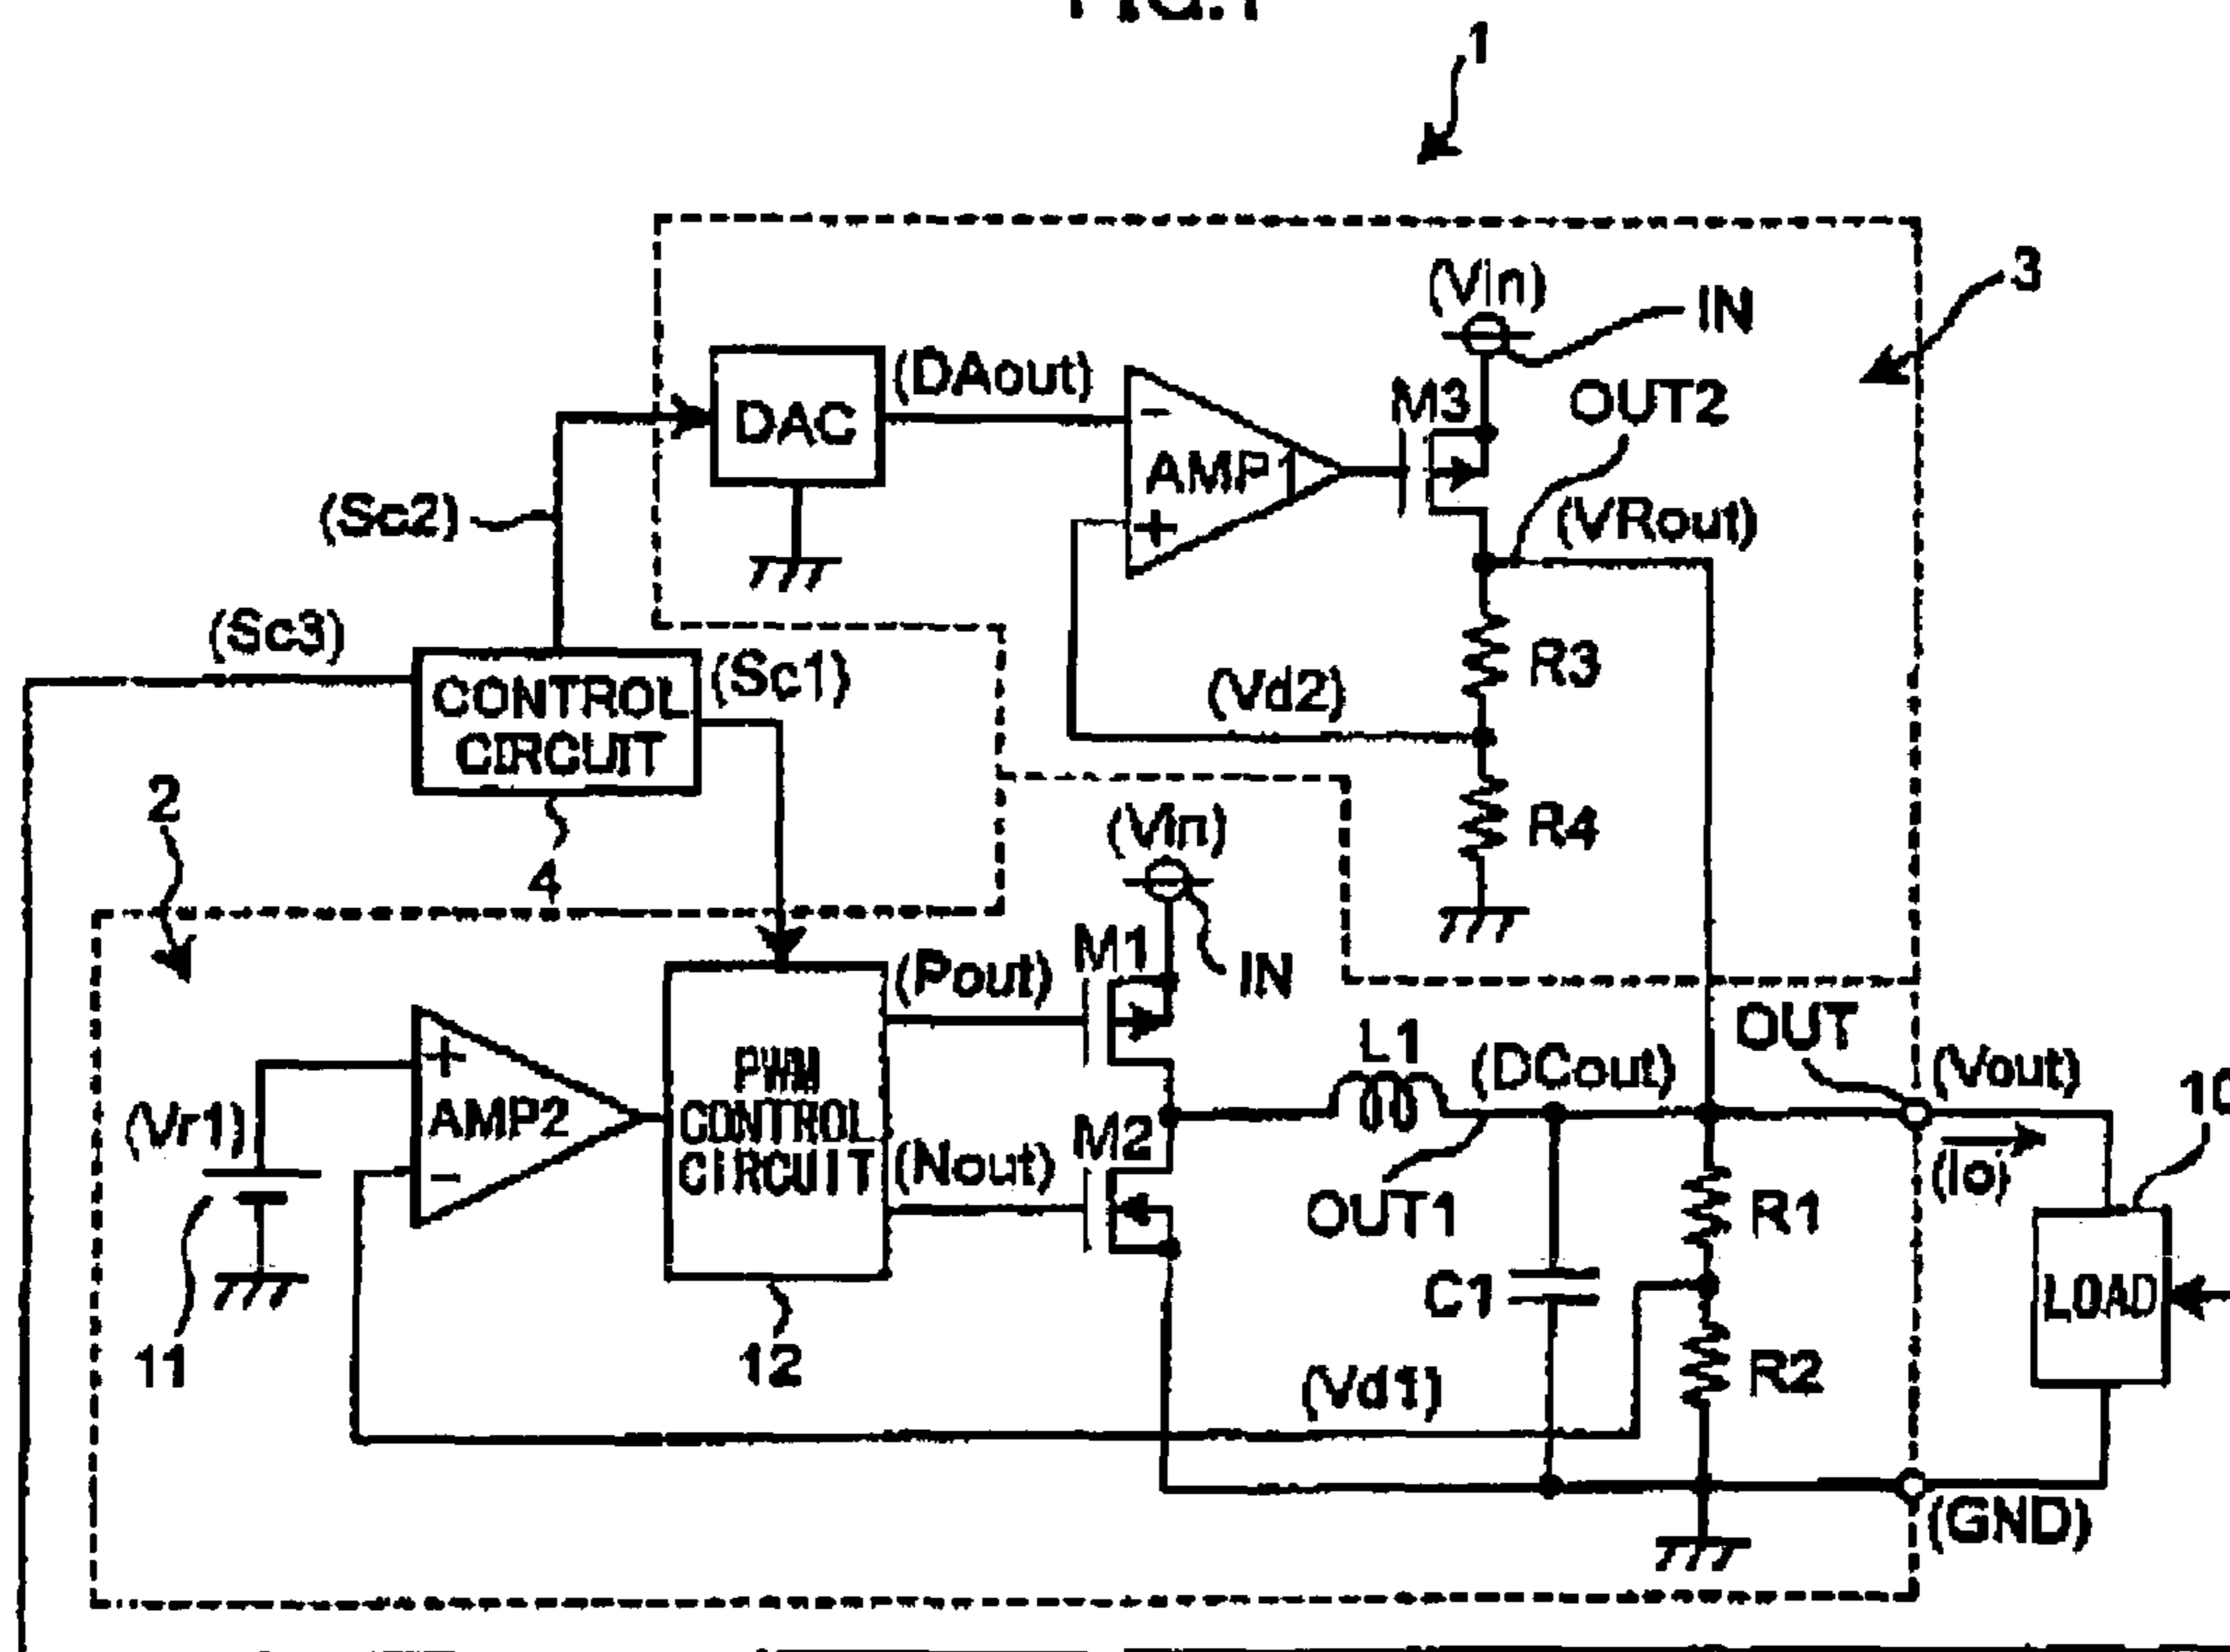 1
3
(Vin)
IN
(DAout)
M3
OUT2
DAC
-
AMP1
+
(Sc2)
(VRout)
(Sc3)
(Sc1)
R3
CONTROL
CIRCUIT
(Vd2)
2
4
(Vin)
R4
(Pout)
M1
IN
L1
(DCout)
OUT
(Vout)
10
+
PWM
CONTROL
CIRCUIT
(Vr1)
AMP2
M2
-
(Nout)
(Io)
OUT1
R1
C1
LOAD
11
12
(Vd1)
R2
(GND)